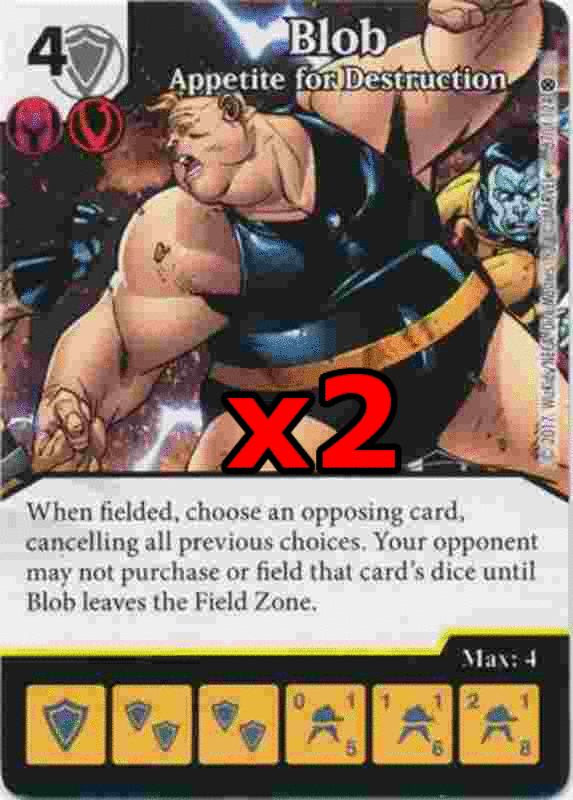 4
Blob
Appetite for Destruction
x2
When fielded, choose an opposing card,
cancelling all previous choices. Your opponent
may not purchase or field that card's dice until
Blob leaves the Field Zone.
Max: 4
0 1 1 1 2 1
5 6 8
© 2017